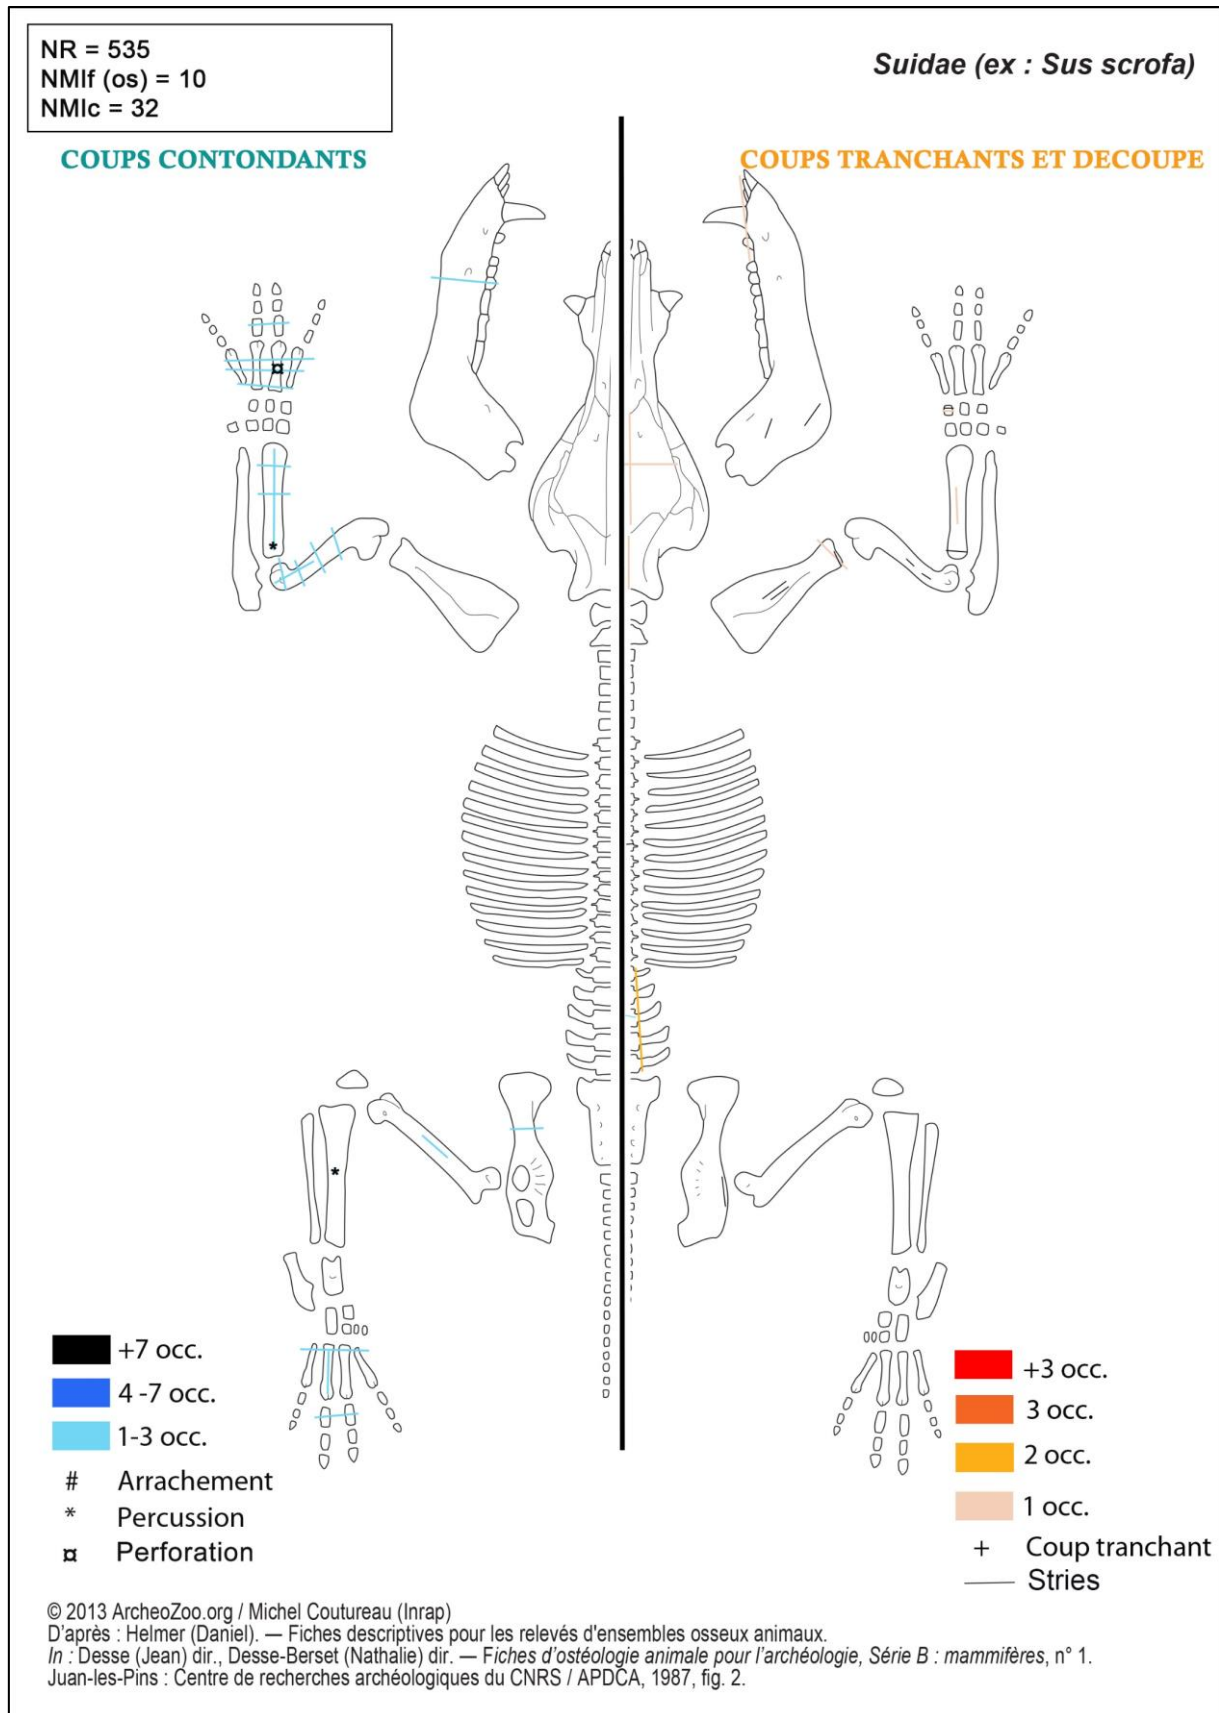 NR = 535
NMIf (os) = 10
NMIc = 32
Suidae (ex : Sus scrofa)
COUPS CONTONDANTS
COUPS TRANCHANTS ET DECOUPE
+7 occ.
4 -7 occ.
1-3 occ.
# Arrachement
* Percussion
¤ Perforation
+3 occ.
3 occ.
2 occ.
1 occ.
+ Coup tranchant
Stries
© 2013 ArcheoZoo.org / Michel Coutureau (Inrap)
D'après : Helmer (Daniel). — Fiches descriptives pour les relevés d'ensembles osseux animaux.
In : Desse (Jean) dir., Desse-Berset (Nathalie) dir. — Fiches d'ostéologie animale pour l'archéologie, Série B : mammifères, n° 1.
Juan-les-Pins : Centre de recherches archéologiques du CNRS / APDCA, 1987, fig. 2.